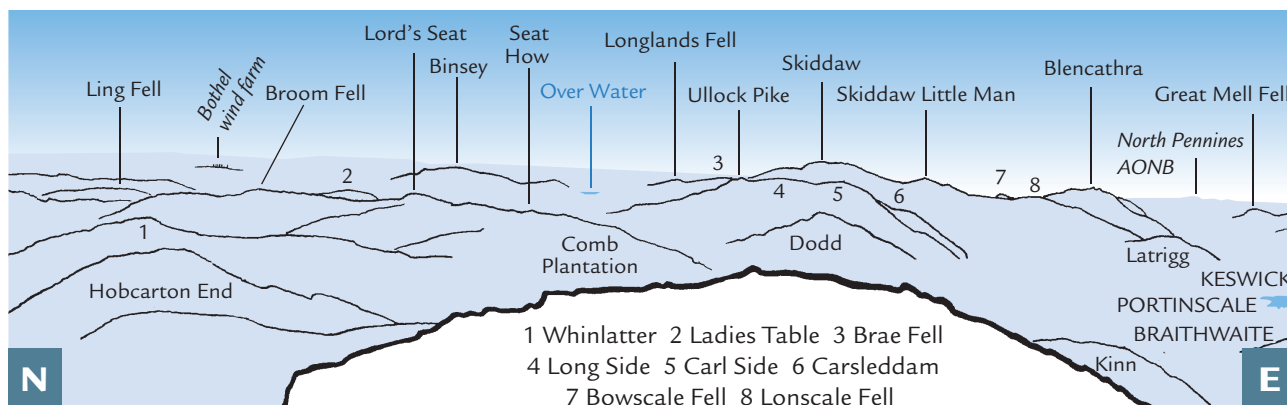 Lord's Seat
Seat
How
Longlands Fell
Skiddaw
Binsey
Blencathra
Ling Fell
Bothel
wind farm
Broom Fell
Over Water
Ullock Pike
Skiddaw Little Man
Great Mell Fell
North Pennines
AONB
3
2
4
5
6
7
8
1
Comb
Plantation
Dodd
Latrigg
Hobcarton End
KESWICK
PORTINSCALE
BRAITHWAITE
Kinn
1 Whinlatter 2 Ladies Table 3 Brae Fell
4 Long Side 5 Carl Side 6 Carsleddam
7 Bowscale Fell 8 Lonscale Fell
N
E